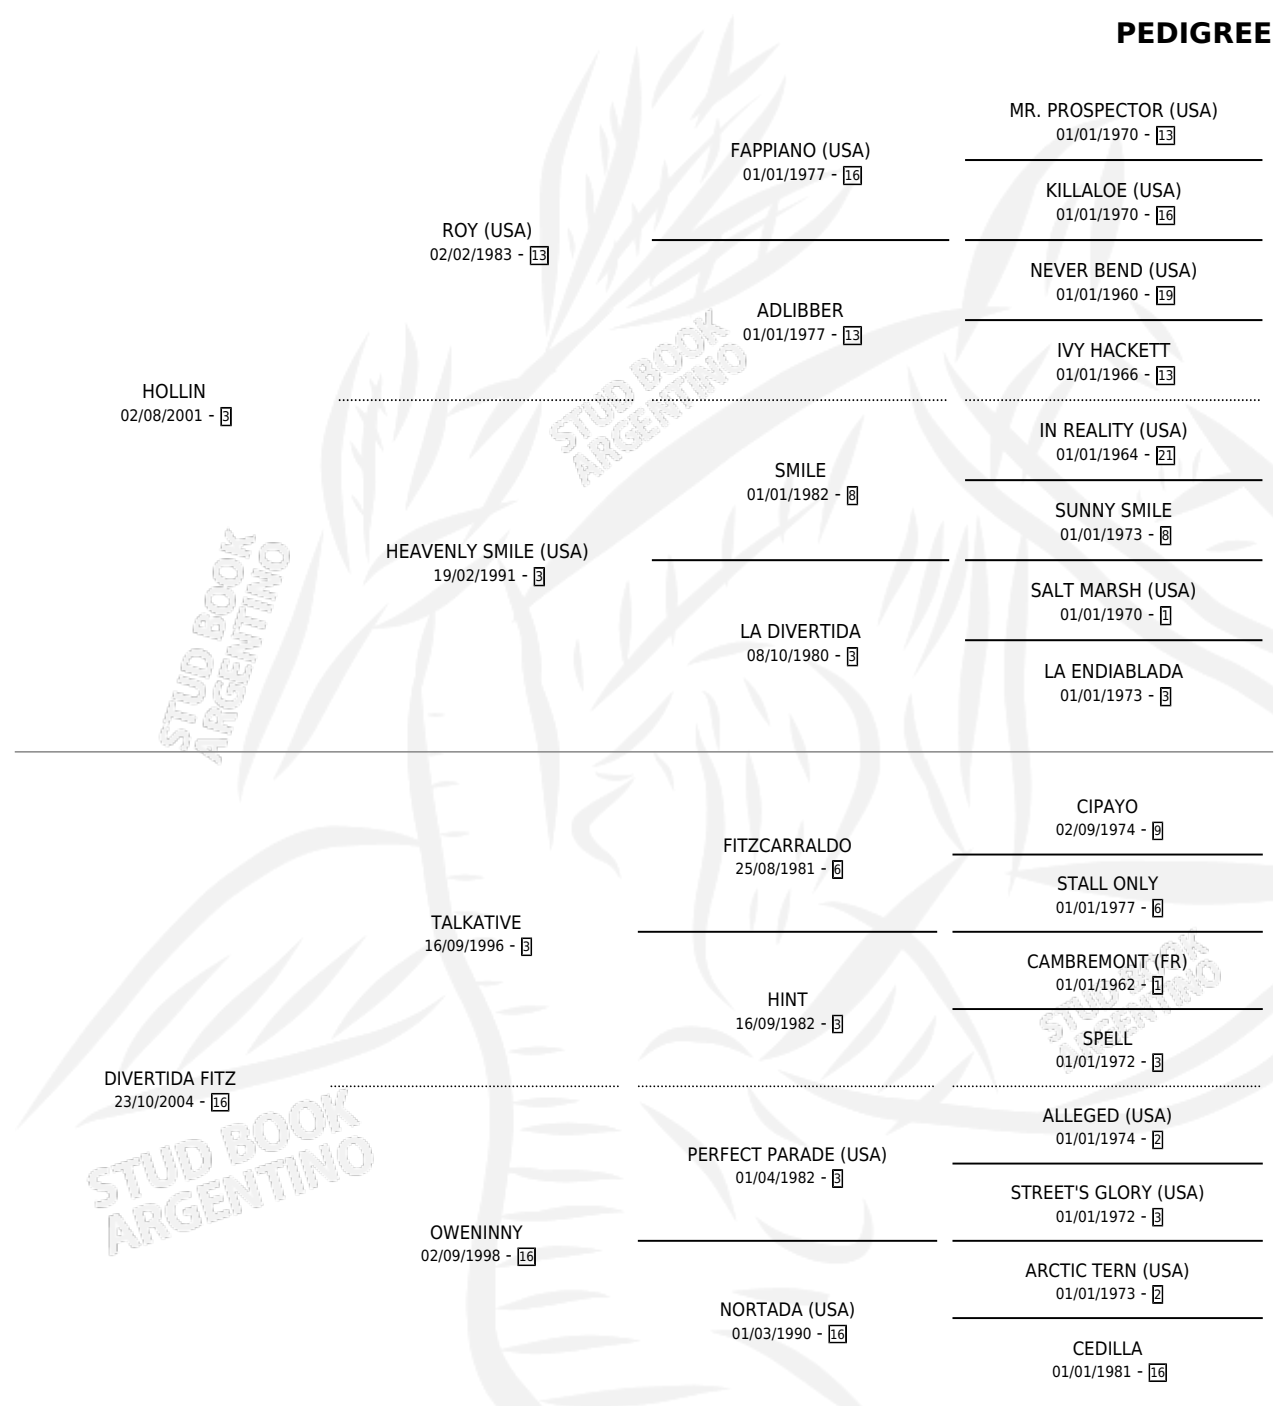 PEDIGREE
MR. PROSPECTOR (USA)
01/01/1970 - 13
FAPPIANO (USA)
01/01/1977 - 16
KILLALOE (USA)
01/01/1970 - 16
ROY (USA)
02/02/1983 - 13
NEVER BEND (USA)
01/01/1960 - 19
ADLIBBER
01/01/1977 - 13
IVY HACKETT
01/01/1966 - 13
HOLLIN
02/08/2001 - 3
IN REALITY (USA)
01/01/1964 - 21
SMILE
01/01/1982 - 8
SUNNY SMILE
01/01/1973 - 8
HEAVENLY SMILE (USA)
19/02/1991 - 3
SALT MARSH (USA)
01/01/1970 - 1
LA DIVERTIDA
08/10/1980 - 3
LA ENDIABLADA
01/01/1973 - 3
STUD BOOK
ARGENTINO
STUD BOOK
ARGENTINO
CIPAYO
02/09/1974 - 9
FITZCARRALDO
25/08/1981 - 6
STALL ONLY
01/01/1977 - 6
TALKATIVE
16/09/1996 - 3
CAMBREMONT (FR)
01/01/1962 - 1
HINT
16/09/1982 - 3
SPELL
01/01/1972 - 3
DIVERTIDA FITZ
23/10/2004 - 16
ALLEGED (USA)
01/01/1974 - 2
PERFECT PARADE (USA)
01/04/1982 - 3
STREET'S GLORY (USA)
01/01/1972 - 3
OWENINNY
02/09/1998 - 16
ARCTIC TERN (USA)
01/01/1973 - 2
NORTADA (USA)
01/03/1990 - 16
CEDILLA
01/01/1981 - 16
STUD BOOK
ARGENTINO
STUD BOOK
ARGENTINO